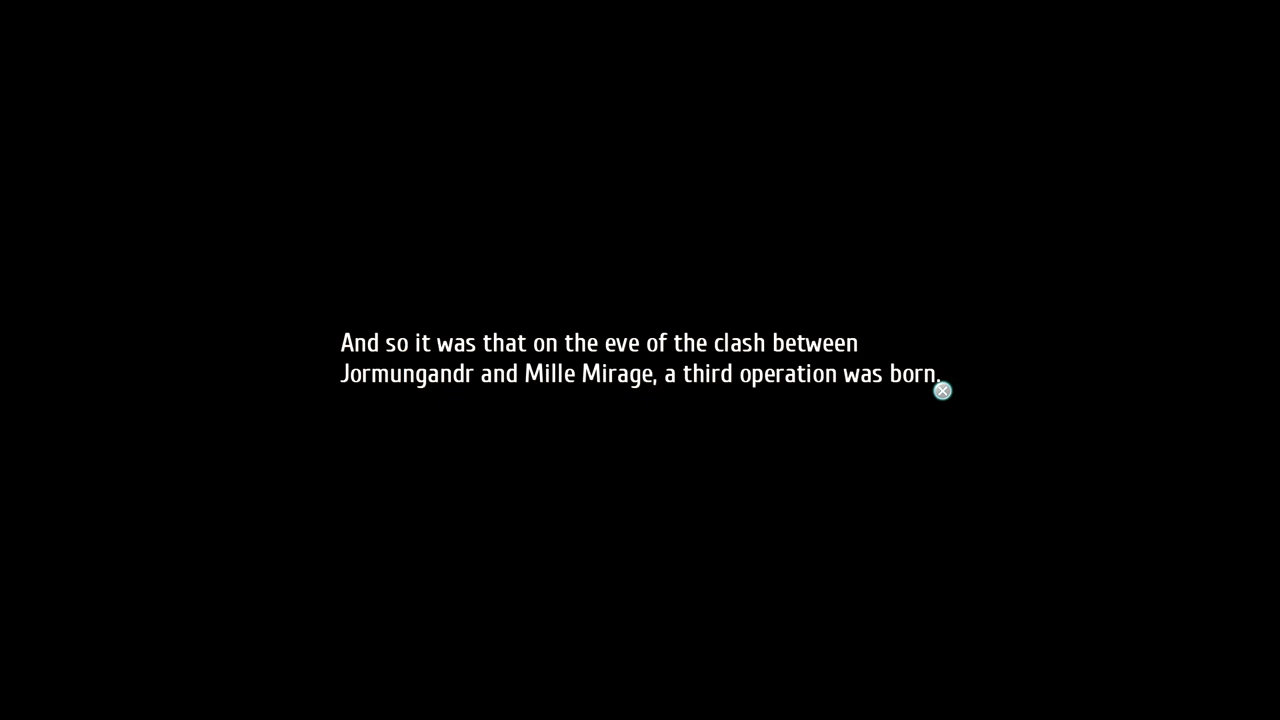 And so it was that on the eve of the clash between
Jormungandr and Mille Mirage, a third operation was born.